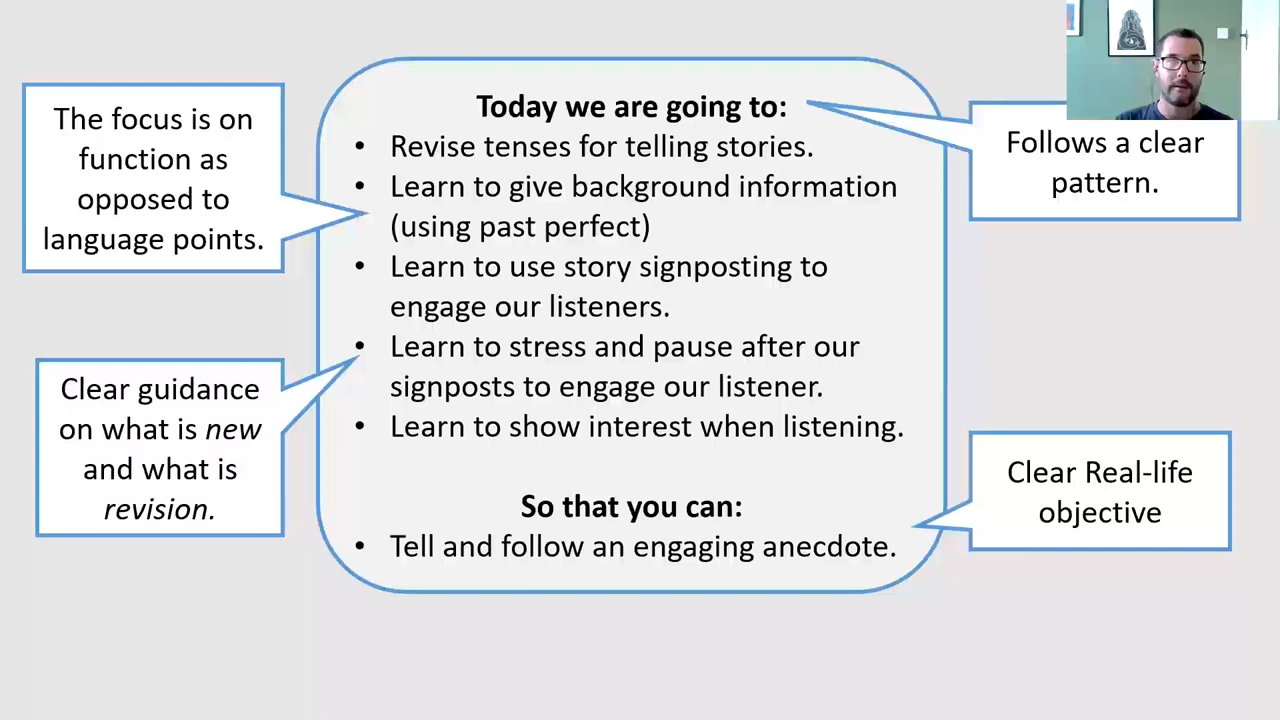 The focus is on
function as
opposed to
language points.
Clear guidance
on what is new
and what is
revision.
Today we are going to:
• Revise tenses for telling stories.
• Learn to give background information
(using past perfect)
• Learn to use story signposting to
engage our listeners.
• Learn to stress and pause after our
signposts to engage our listener.
• Learn to show interest when listening.
So that you can:
• Tell and follow an engaging anecdote.
Follows a clear
pattern.
Clear Real-life
objective